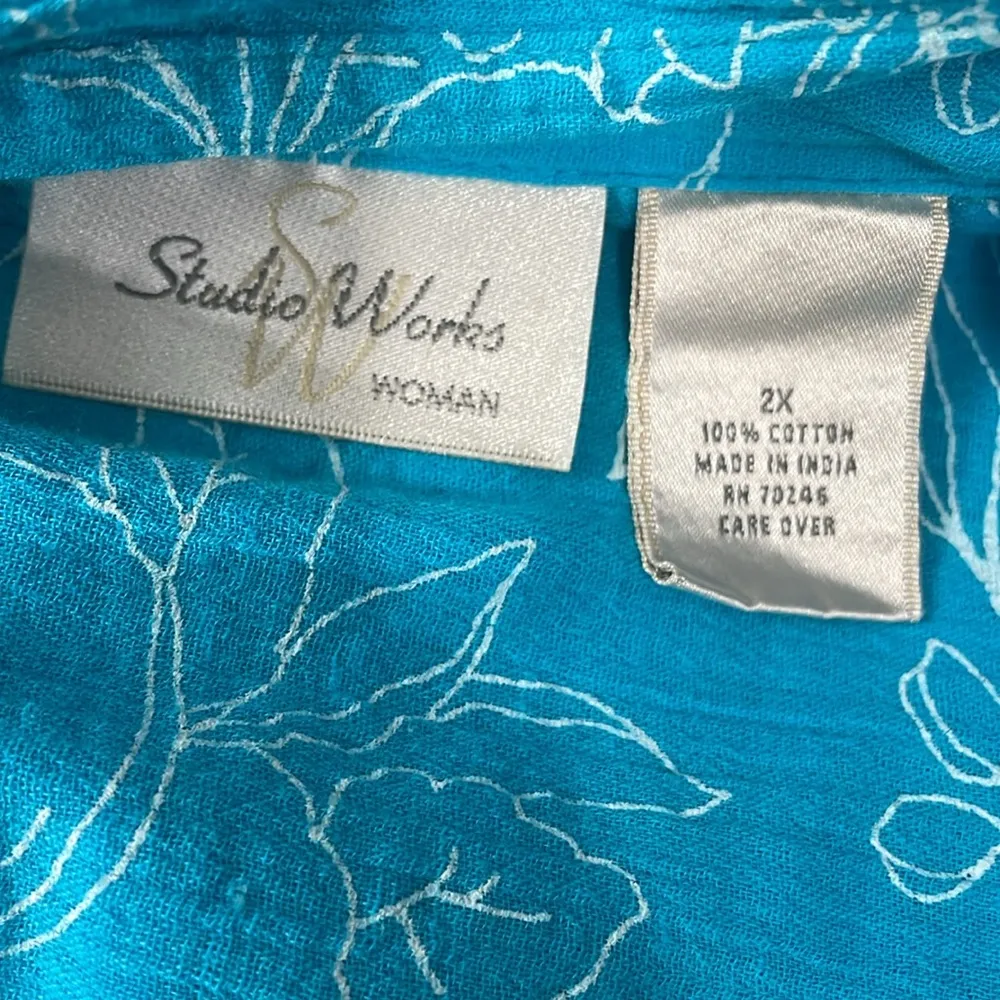 Studio Works
WOMAN
2X
100% COTTON
MADE IN INDIA
RN 70246
CARE OVER